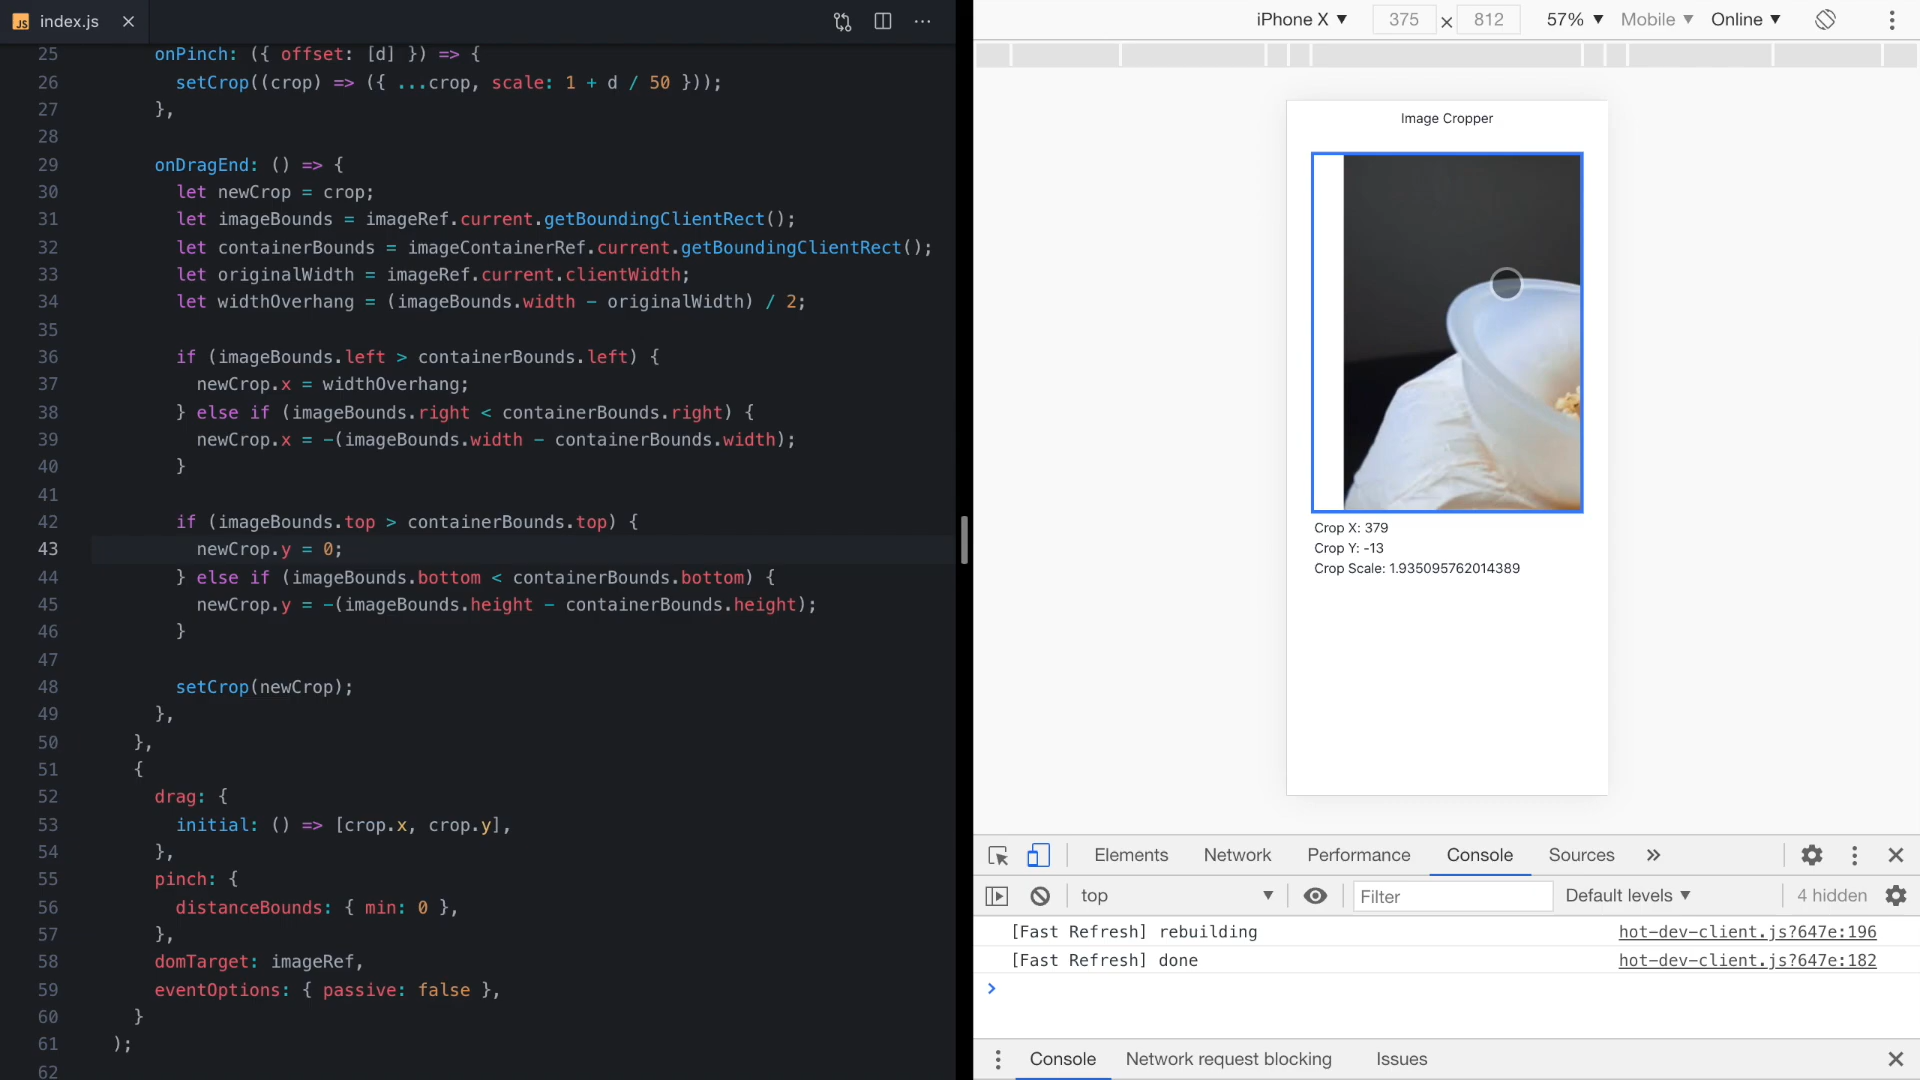 index.js
25 onPinch: ({ offset: [d] }) => {
26 setCrop((crop) => ({ ...crop, scale: 1 + d / 50 }));
27 },
28
29 onDragEnd: () => {
30 let newCrop = crop;
31 let imageBounds = imageRef.current.getBoundingClientRect();
32 let containerBounds = imageContainerRef.current.getBoundingClientRect();
33 let originalWidth = imageRef.current.clientWidth;
34 let widthOverhang = (imageBounds.width - originalWidth) / 2;
35
36 if (imageBounds.left > containerBounds.left) {
37 newCrop.x = widthOverhang;
38 } else if (imageBounds.right < containerBounds.right) {
39 newCrop.x = -(imageBounds.width - containerBounds.width);
40 }
41
42 if (imageBounds.top > containerBounds.top) {
43 newCrop.y = 0;
44 } else if (imageBounds.bottom < containerBounds.bottom) {
45 newCrop.y = -(imageBounds.height - containerBounds.height);
46 }
47
48 setCrop(newCrop);
49 },
50 },
51 {
52 drag: {
53 initial: () => [crop.x, crop.y],
54 },
55 pinch: {
56 distanceBounds: { min: 0 },
57 },
58 domTarget: imageRef,
59 eventOptions: { passive: false },
60 }
61 );
62
iPhone X 375 × 812 57% Mobile Online
Image Cropper
Crop X: 379
Crop Y: -13
Crop Scale: 1.935095762014389
Elements Network Performance Console Sources
top Filter Default levels 4 hidden
[Fast Refresh] rebuilding hot-dev-client.js?647e:196
[Fast Refresh] done hot-dev-client.js?647e:182
Console Network request blocking Issues